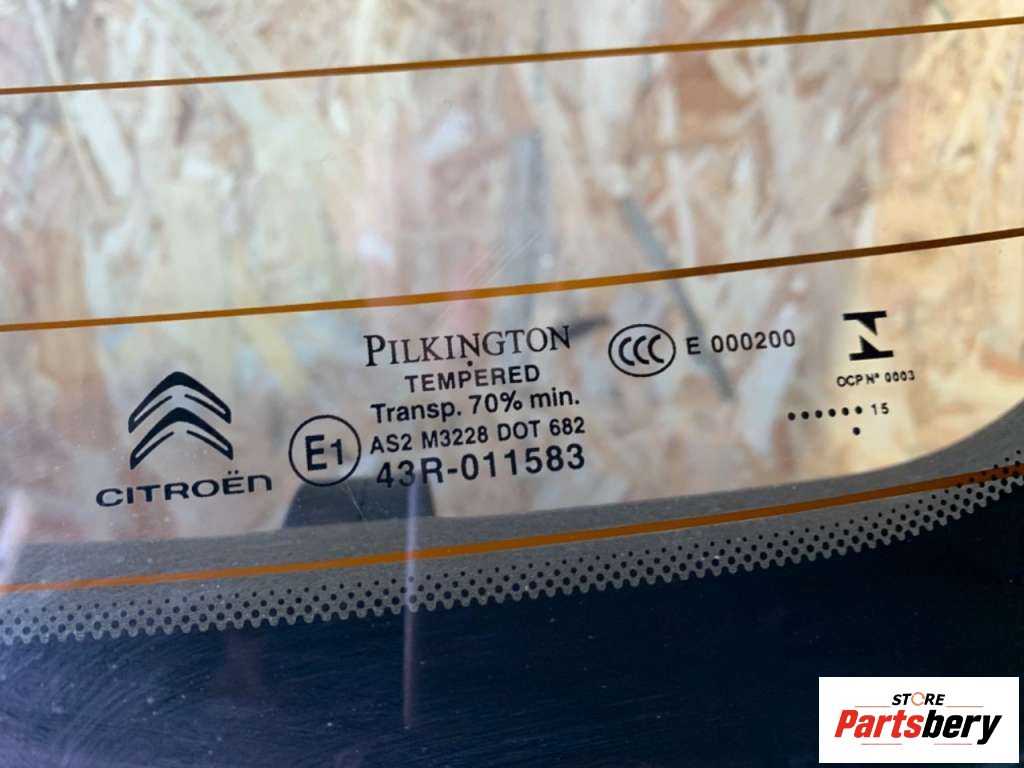 CITROËN
PILKINGTON
TEMPERED
Transp. 70% min.
E1
AS2 M3228 DOT 682
43R-011583
CCC E 000200
OCP Nº 0003
•••••• 15
•
STORE
Partsbery